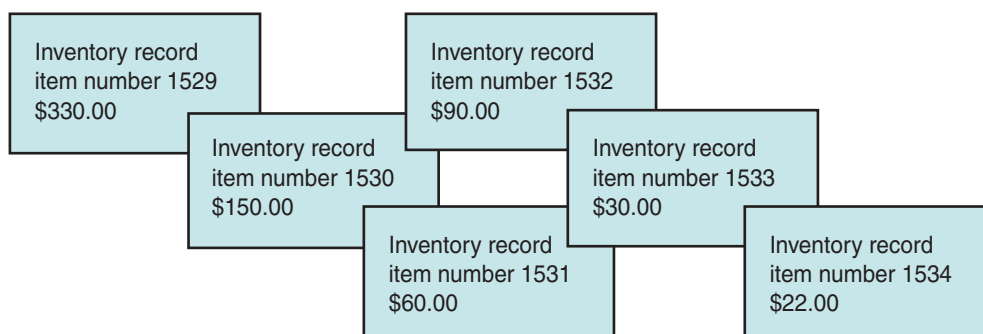 Inventory record
item number 1529
$330.00
Inventory record
item number 1530
$150.00
Inventory record
item number 1531
$60.00
Inventory record
item number 1532
$90.00
Inventory record
item number 1533
$30.00
Inventory record
item number 1534
$22.00